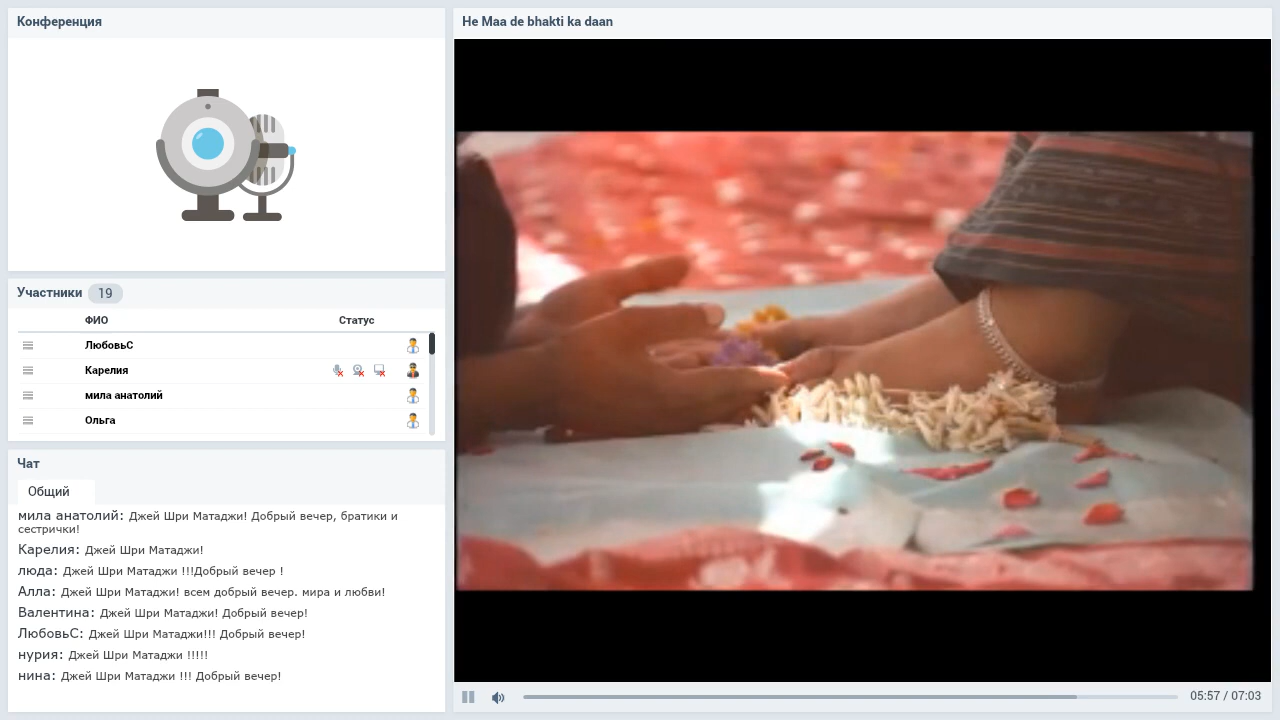 Конференция
Участники 19
ФИО Статус
ЛюбовьС
Карелия
мила анатолий
Ольга
Чат
Общий
мила анатолий: Джей Шри Матаджи! Добрый вечер, братики и
сестрички!
Карелия: Джей Шри Матаджи!
люда: Джей Шри Матаджи !!!Добрый вечер !
Алла: Джей Шри Матаджи! всем добрый вечер. мира и любви!
Валентина: Джей Шри Матаджи! Добрый вечер!
ЛюбовьС: Джей Шри Матаджи!!! Добрый вечер!
нурия: Джей Шри Матаджи !!!!!
нина: Джей Шри Матаджи !!! Добрый вечер!
He Maa de bhakti ka daan
05:57 / 07:03